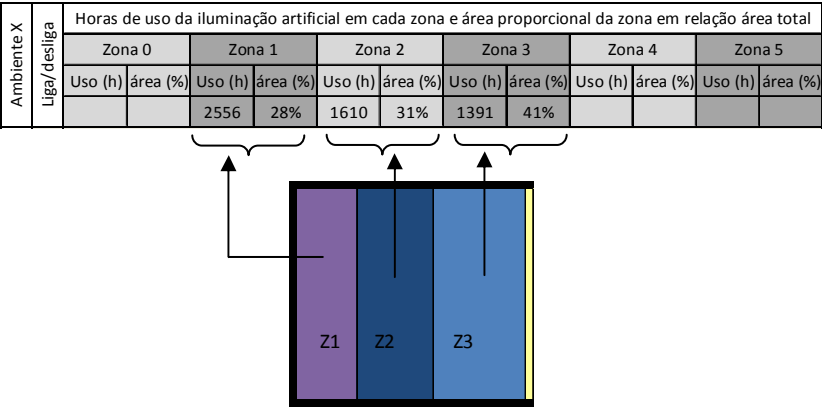 Ambiente X
Liga/desliga
Horas de uso da iluminação artificial em cada zona e área proporcional da zona em relação área total
Zona 0 Zona 1 Zona 2 Zona 3 Zona 4 Zona 5
Uso (h) área (%) Uso (h) área (%) Uso (h) área (%) Uso (h) área (%) Uso (h) área (%) Uso (h) área (%)
2556 28% 1610 31% 1391 41%
Z1 Z2 Z3